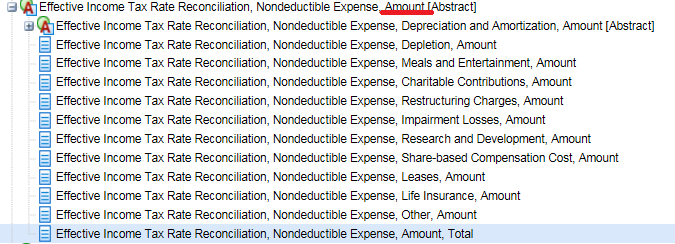 Effective Income Tax Rate Reconciliation, Nondeductible Expense, Amount [Abstract]
Effective Income Tax Rate Reconciliation, Nondeductible Expense, Depreciation and Amortization, Amount [Abstract]
Effective Income Tax Rate Reconciliation, Nondeductible Expense, Depletion, Amount
Effective Income Tax Rate Reconciliation, Nondeductible Expense, Meals and Entertainment, Amount
Effective Income Tax Rate Reconciliation, Nondeductible Expense, Charitable Contributions, Amount
Effective Income Tax Rate Reconciliation, Nondeductible Expense, Restructuring Charges, Amount
Effective Income Tax Rate Reconciliation, Nondeductible Expense, Impairment Losses, Amount
Effective Income Tax Rate Reconciliation, Nondeductible Expense, Research and Development, Amount
Effective Income Tax Rate Reconciliation, Nondeductible Expense, Share-based Compensation Cost, Amount
Effective Income Tax Rate Reconciliation, Nondeductible Expense, Leases, Amount
Effective Income Tax Rate Reconciliation, Nondeductible Expense, Life Insurance, Amount
Effective Income Tax Rate Reconciliation, Nondeductible Expense, Other, Amount
Effective Income Tax Rate Reconciliation, Nondeductible Expense, Amount, Total